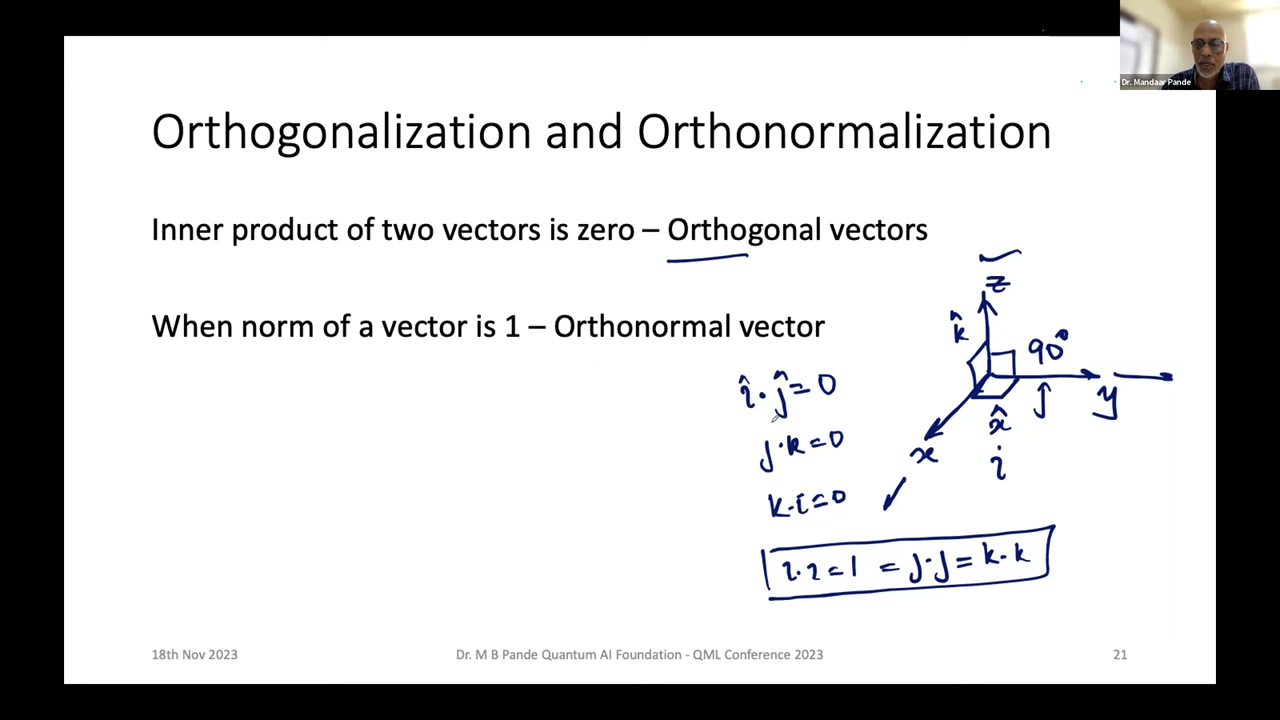 Dr. Mandaar Pande
Orthogonalization and Orthonormalization
Inner product of two vectors is zero – Orthogonal vectors
When norm of a vector is 1 – Orthonormal vector
z
k̂
90°
î · ĵ = 0
y
j
x̂
j · k = 0
x
i
k · i = 0
i · i = 1 = j · j = k · k
18th Nov 2023
Dr. M B Pande Quantum AI Foundation - QML Conference 2023
21